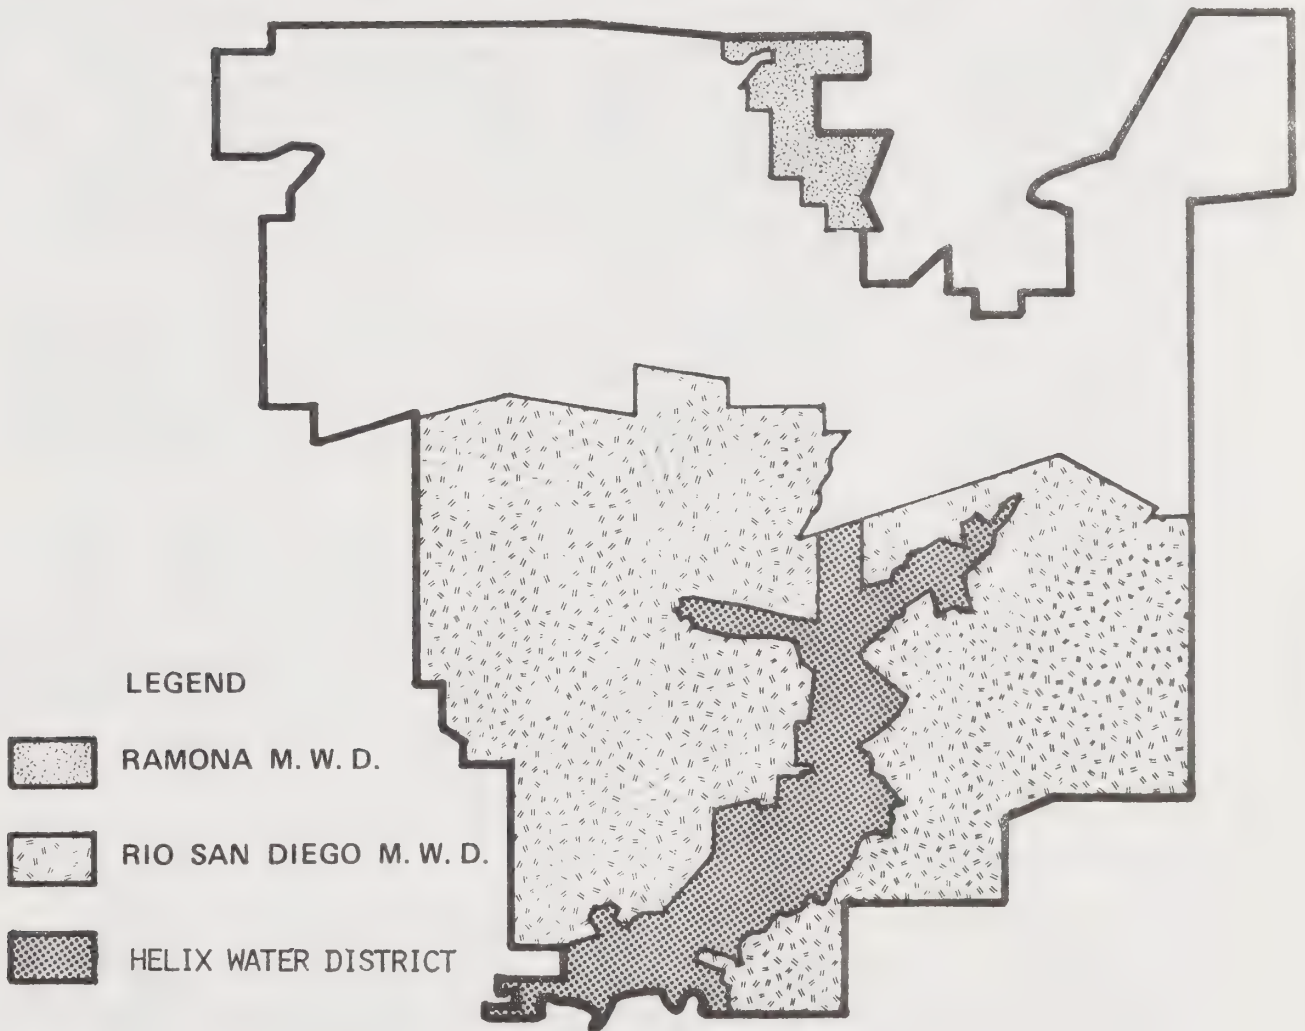 LEGEND
RAMONA M. W. D.
RIO SAN DIEGO M. W. D.
HELIX WATER DISTRICT